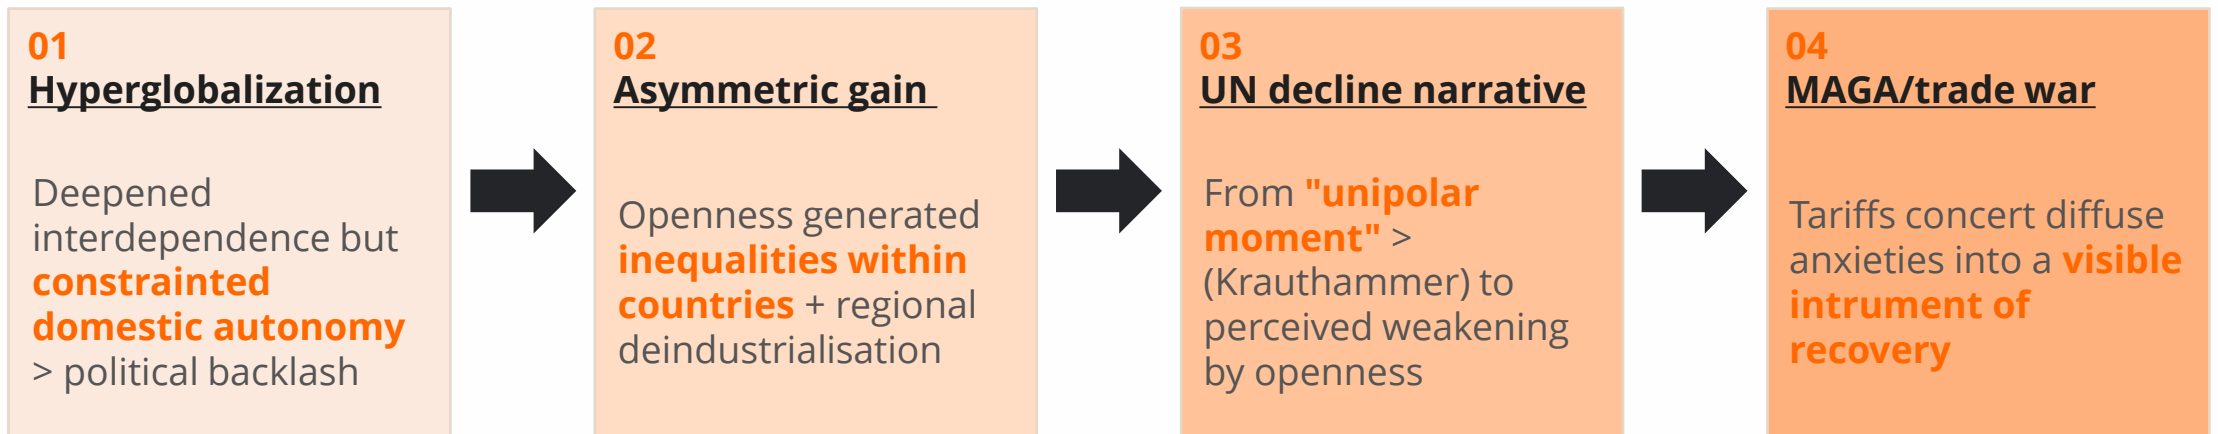 01
Hyperglobalization
Deepened
interdependence but
constrainted
domestic autonomy
> political backlash
02
Asymmetric gain
Openness generated
inequalities within
countries + regional
deindustrialisation
03
UN decline narrative
From "unipolar
moment" >
(Krauthammer) to
perceived weakening
by openness
04
MAGA/trade war
Tariffs concert diffuse
anxieties into a visible
intrument of
recovery